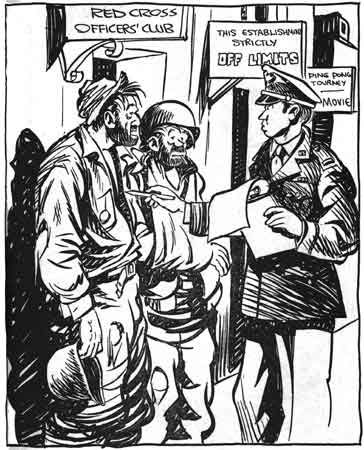 RED CROSS
OFFICERS' CLUB
THIS ESTABLISHMENT
STRICTLY
OFF LIMITS
PING PONG
TOURNEY
MOVIE